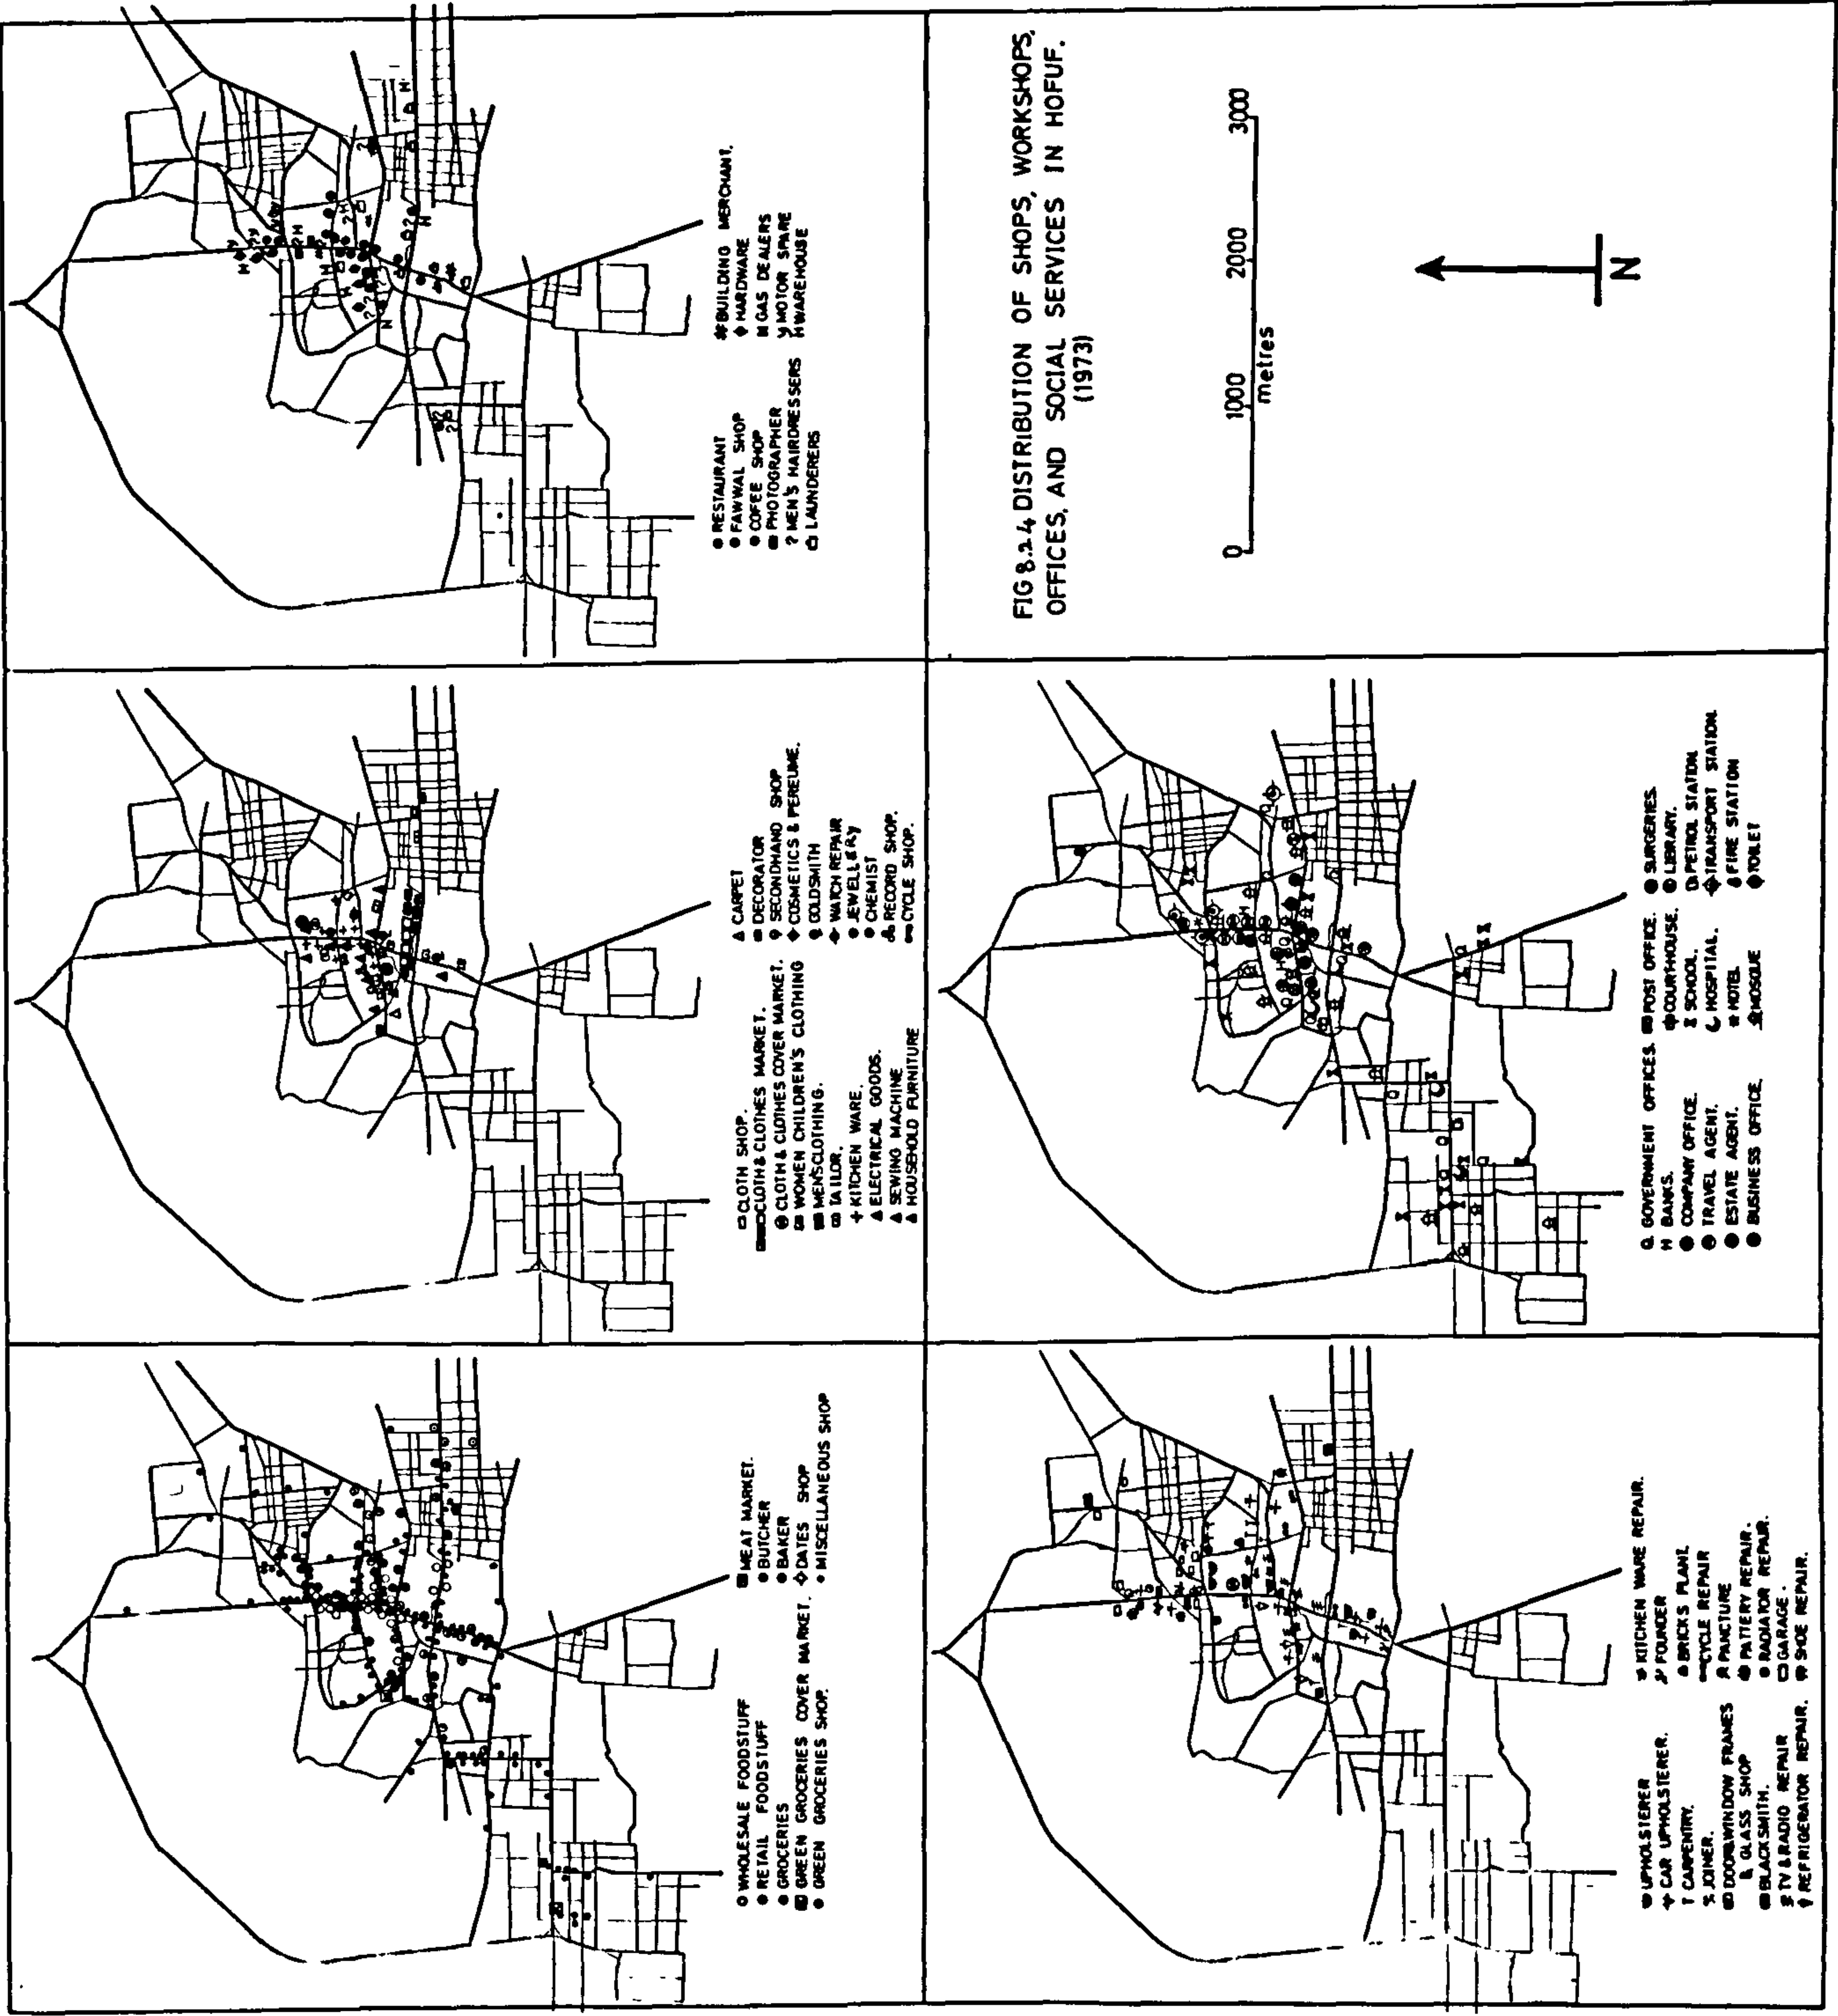 ○ WHOLESALE FOODSTUFF
● RETAIL FOODSTUFF
● GROCERIES
GREEN GROCERIES COVER MARKET.
● GREEN GROCERIES SHOP.
MEAT MARKET.
● BUTCHER
● BAKER
◇ DATES SHOP
• MISCELLANEOUS SHOP
CLOTH SHOP.
CLOTH & CLOTHES MARKET.
CLOTH & CLOTHES COVER MARKET.
WOMEN CHILDREN'S CLOTHING
MEN'S CLOTHING.
TAILOR.
+ KITCHEN WARE.
▲ ELECTRICAL GOODS.
▲ SEWING MACHINE
▲ HOUSEHOLD FURNITURE
△ CARPET
DECORATOR
SECONDHAND SHOP
COSMETICS & PEREUME.
GOLDSMITH
WATCH REPAIR
JEWELLERY
CHEMIST
RECORD SHOP.
CYCLE SHOP.
● RESTAURANT
● FAWWAL SHOP
● COFEE SHOP
PHOTOGRAPHER
? MEN'S HAIRDRESSERS
LAUNDERERS
BUILDING MERCHANT.
HARDWARE
GAS DEALERS
MOTOR SPARE
H WAREHOUSE
UPHOLSTERER
CAR UPHOLSTERER.
T CARPENTRY.
JOINER.
DOOR&WINDOW FRAMES
& GLASS SHOP
BLACKSMITH.
TV & RADIO REPAIR
REFRIGERATOR REPAIR.
KITCHEN WARE REPAIR.
FOUNDER
BRICKS PLANT.
CYCLE REPAIR
PANCTURE
PATTERY REPAIR.
RADIATOR REPAIR.
GARAGE.
SHOE REPAIR.
GOVERNMENT OFFICES.
H BANKS.
COMPANY OFFICE.
TRAVEL AGENT.
ESTATE AGENT.
BUSINESS OFFICE.
POST OFFICE.
COURTHOUSE.
SCHOOL.
HOSPITAL.
HOTEL
MOSQUE
SURGERIES.
LIBRARY.
PETROL STATION
TRANSPORT STATION.
FIRE STATION
TOILET
FIG 8.2.4 DISTRIBUTION OF SHOPS, WORKSHOPS,
OFFICES, AND SOCIAL SERVICES IN HOFUF.
(1973)
0 1000 2000 3000
metres
N